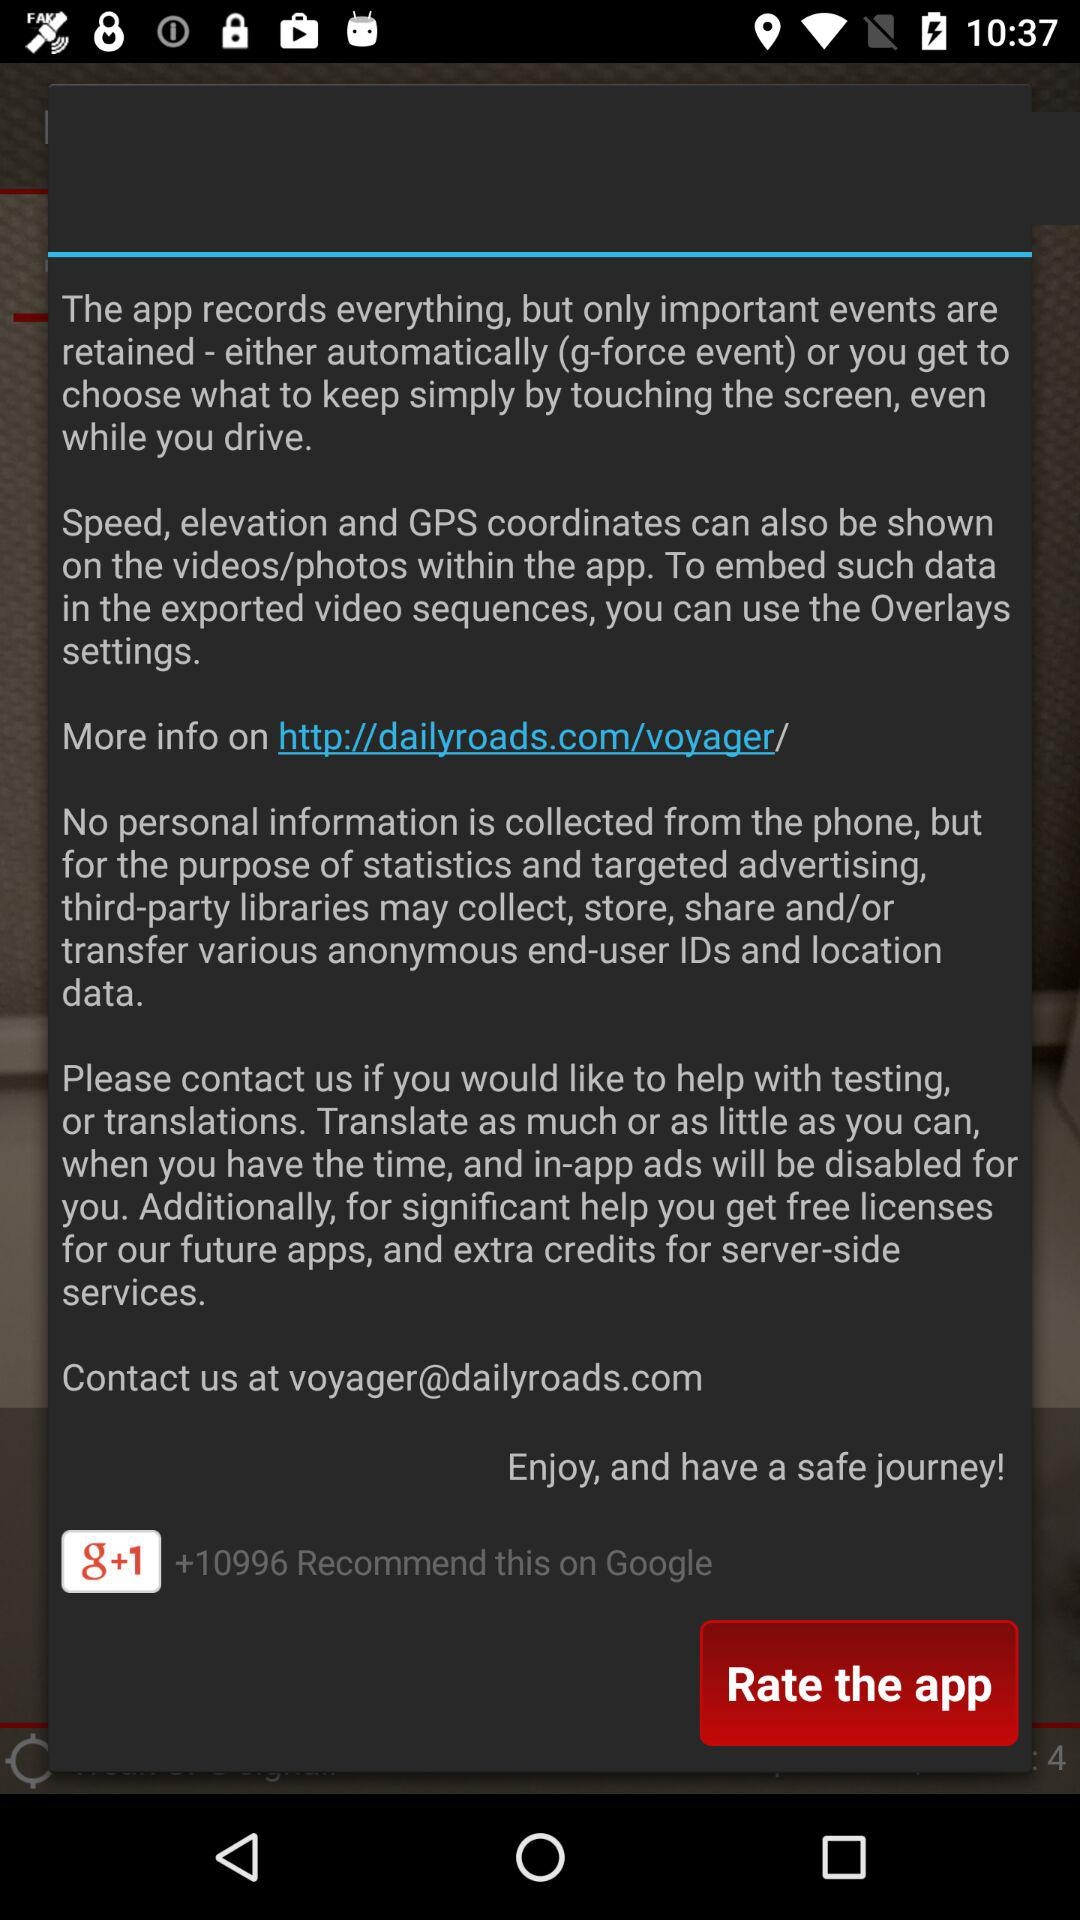 FAKE
10:37
The app records everything, but only important events are
retained - either automatically (g-force event) or you get to
choose what to keep simply by touching the screen, even
while you drive.
Speed, elevation and GPS coordinates can also be shown
on the videos/photos within the app. To embed such data
in the exported video sequences, you can use the Overlays
settings.
More info on http://dailyroads.com/voyager/
No personal information is collected from the phone, but
for the purpose of statistics and targeted advertising,
third-party libraries may collect, store, share and/or
transfer various anonymous end-user IDs and location
data.
Please contact us if you would like to help with testing,
or translations. Translate as much or as little as you can,
when you have the time, and in-app ads will be disabled for
you. Additionally, for significant help you get free licenses
for our future apps, and extra credits for server-side
services.
Contact us at voyager@dailyroads.com
Enjoy, and have a safe journey!
g+1 +10996 Recommend this on Google
Rate the app
: 4